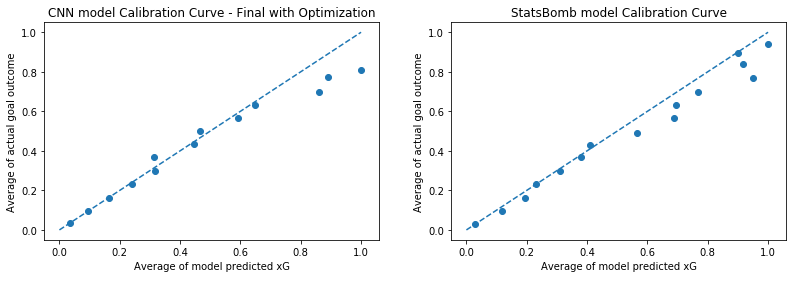 CNN model Calibration Curve - Final with Optimization
1.0
0.8
0.6
0.4
0.2
0.0
Average of actual goal outcome
0.0 0.2 0.4 0.6 0.8 1.0
Average of model predicted xG
StatsBomb model Calibration Curve
1.0
0.8
0.6
0.4
0.2
0.0
Average of actual goal outcome
0.0 0.2 0.4 0.6 0.8 1.0
Average of model predicted xG